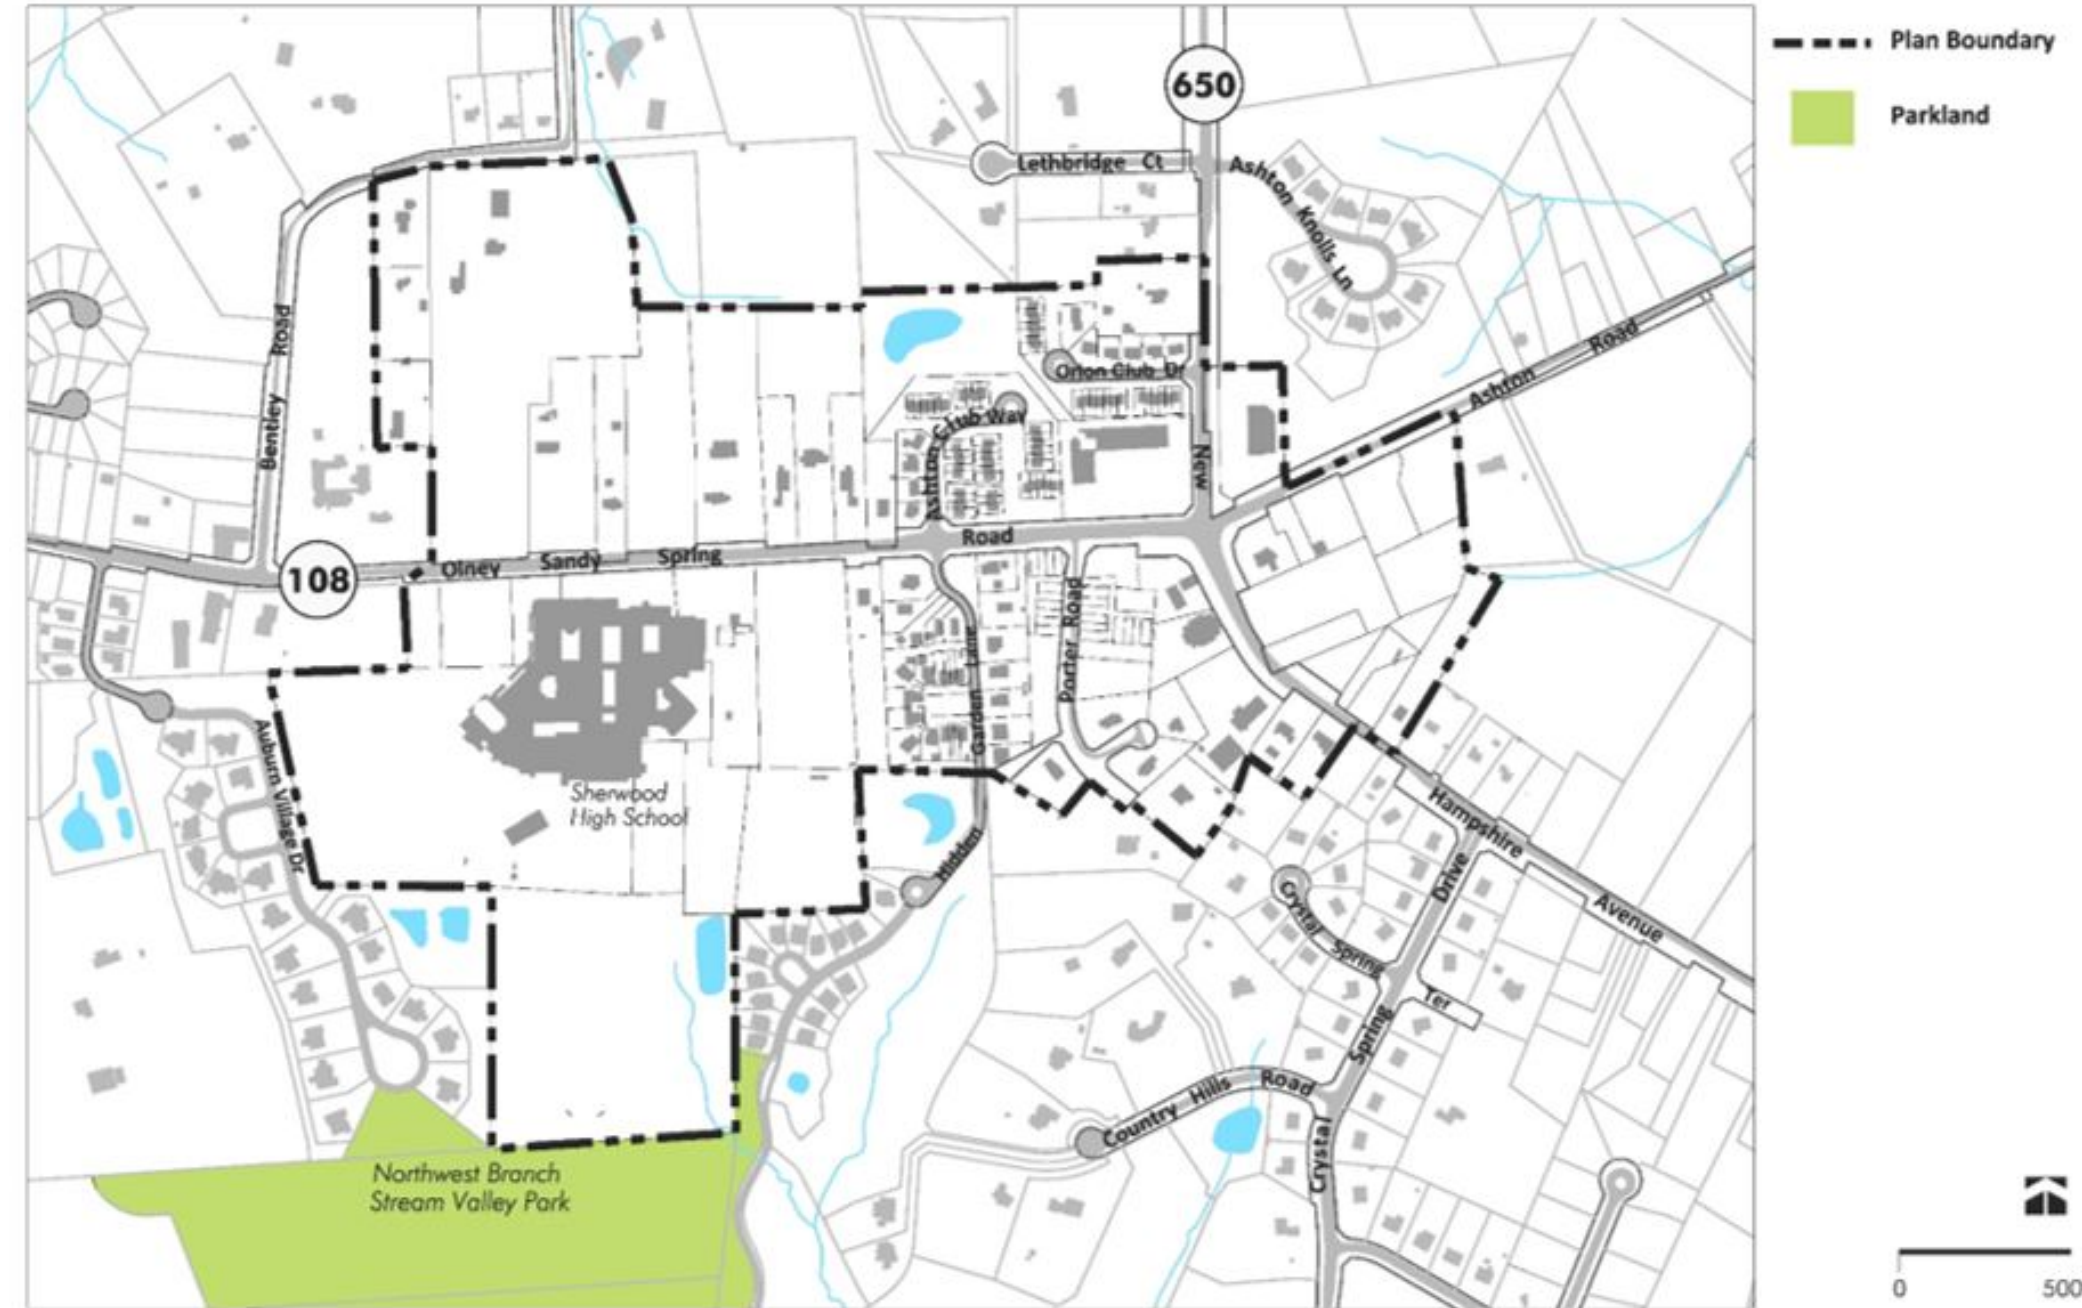 Plan Boundary
Parkland
650
Lethbridge Ct
Ashton Knolls Ln
Bentley Road
Orion Club Dr
Ashton Club Way
Ashton Road
New
108
Olney Sandy Spring Road
Porter Road
Garden Lane
Hidden
Auburn Village Dr
Sherwood
High School
Hampshire
Avenue
Crystal Spring
Ter
Crystal Spring Drive
Country Hills Road
Northwest Branch
Stream Valley Park
0 500